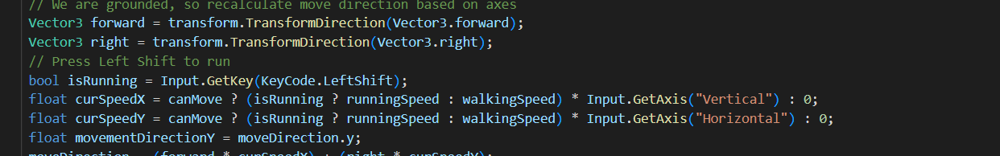 // We are grounded, so recalculate move direction based on axes
Vector3 forward = transform.TransformDirection(Vector3.forward);
Vector3 right = transform.TransformDirection(Vector3.right);
// Press Left Shift to run
bool isRunning = Input.GetKey(KeyCode.LeftShift);
float curSpeedX = canMove ? (isRunning ? runningSpeed : walkingSpeed) * Input.GetAxis("Vertical") : 0;
float curSpeedY = canMove ? (isRunning ? runningSpeed : walkingSpeed) * Input.GetAxis("Horizontal") : 0;
float movementDirectionY = moveDirection.y;
moveDirection = (forward * curSpeedX) + (right * curSpeedY);